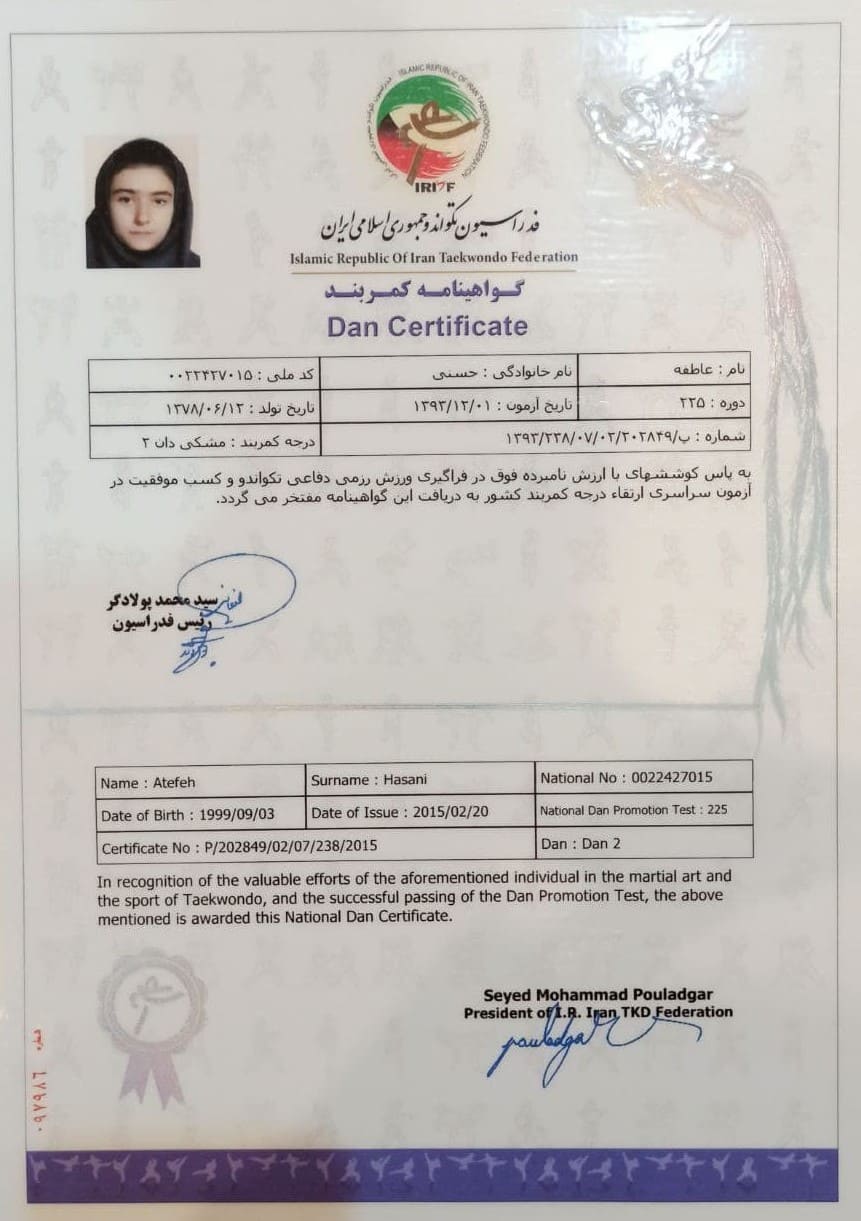 ISLAMIC REPUBLIC OF IRAN TAEKWONDO FEDERATION
IRITF
فدراسیون تکواندو جمهوری اسلامی ایران
Islamic Republic Of Iran Taekwondo Federation
گواهینامه کمربند
Dan Certificate
نام : عاطفه نام خانوادگی : حسنی کد ملی : ۰۰۲۲۴۲۷۰۱۵
دوره : ۲۲۵ تاریخ آزمون : ۱۳۹۳/۱۲/۰۱ تاریخ تولد : ۱۳۷۸/۰۶/۱۲
شماره : پ/۱۳۹۳/۲۳۸/۰۷/۰۲/۲۰۲۸۴۹ درجه کمربند : مشکی دان ۲
به پاس کوششهای با ارزش نامبرده فوق در فراگیری ورزش رزمی دفاعی تکواندو و کسب موفقیت در
آزمون سراسری ارتقاء درجه کمربند کشور به دریافت این گواهینامه مفتخر می گردد.
سید محمد پولادگر
رئیس فدراسیون
Name : Atefeh Surname : Hasani National No : 0022427015
Date of Birth : 1999/09/03 Date of Issue : 2015/02/20 National Dan Promotion Test : 225
Certificate No : P/202849/02/07/238/2015 Dan : Dan 2
In recognition of the valuable efforts of the aforementioned individual in the martial art and
the sport of Taekwondo, and the successful passing of the Dan Promotion Test, the above
mentioned is awarded this National Dan Certificate.
Seyed Mohammad Pouladgar
President of I.R. Iran TKD Federation
pouladgar
شماره